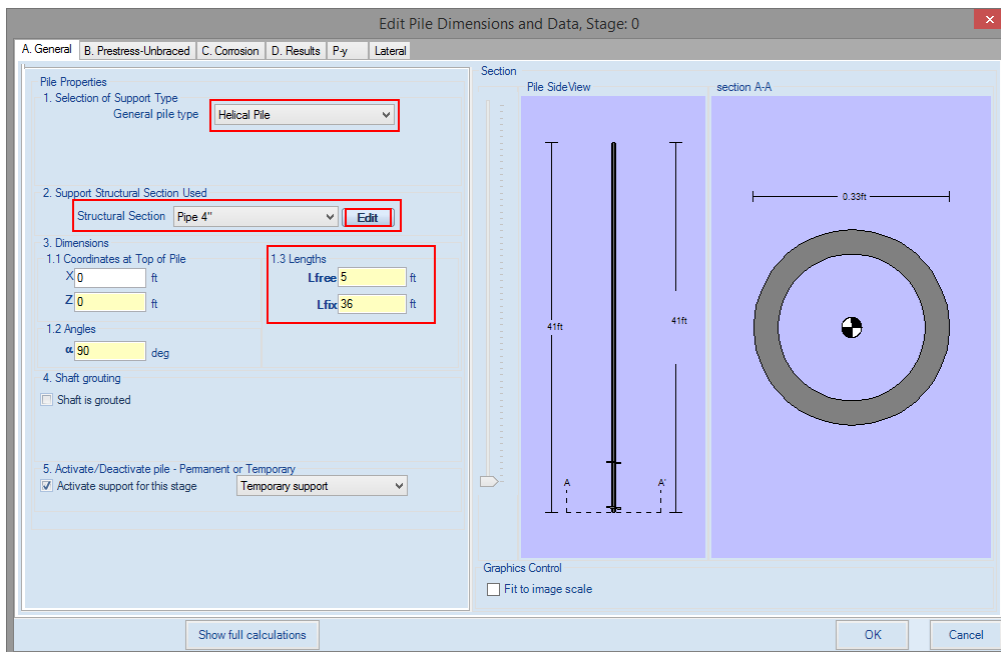 Edit Pile Dimensions and Data, Stage: 0
A. General B. Prestress-Unbraced C. Corrosion D. Results P-y Lateral
Pile Properties
1. Selection of Support Type
General pile type Helical Pile
2. Support Structural Section Used
Structural Section Pipe 4" Edit
3. Dimensions
1.1 Coordinates at Top of Pile
X 0 ft
Z 0 ft
1.2 Angles
α 90 deg
1.3 Lengths
Lfree 5 ft
Lfix 36 ft
4. Shaft grouting
Shaft is grouted
5. Activate/Deactivate pile - Permanent or Temporary
Activate support for this stage Temporary support
Section
Pile SideView
41ft
41ft
A A'
section A-A
0.33ft
Graphics Control
Fit to image scale
Show full calculations OK Cancel